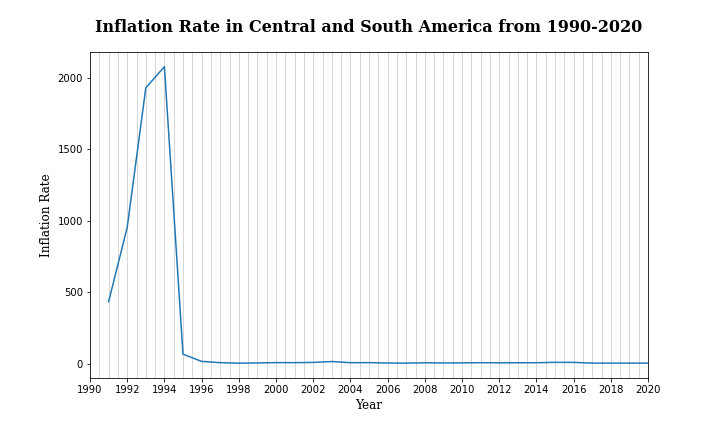 Inflation Rate in Central and South America from 1990-2020
Inflation Rate
2000
1500
1000
500
0
1990 1992 1994 1996 1998 2000 2002 2004 2006 2008 2010 2012 2014 2016 2018 2020
Year